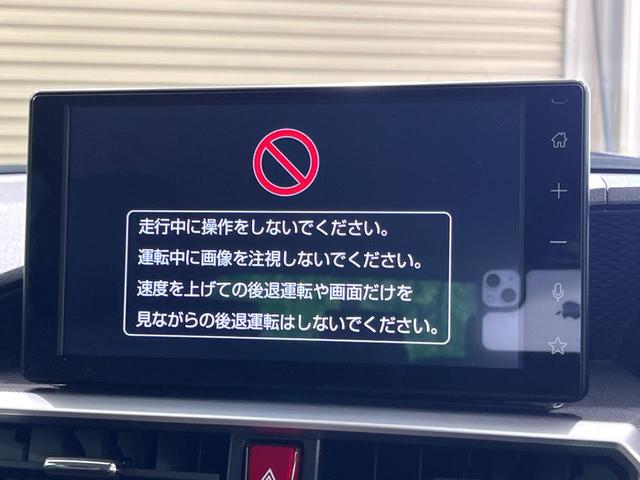 走行中に操作をしないでください。
運転中に画像を注視しないでください。
速度を上げての後退運転や画面だけを
見ながらの後退運転はしないでください。